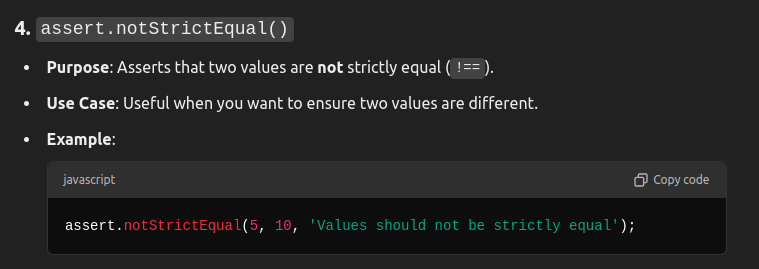 4. assert.notStrictEqual()
• Purpose: Asserts that two values are not strictly equal (!==).
• Use Case: Useful when you want to ensure two values are different.
• Example:
javascript Copy code
assert.notStrictEqual(5, 10, 'Values should not be strictly equal');